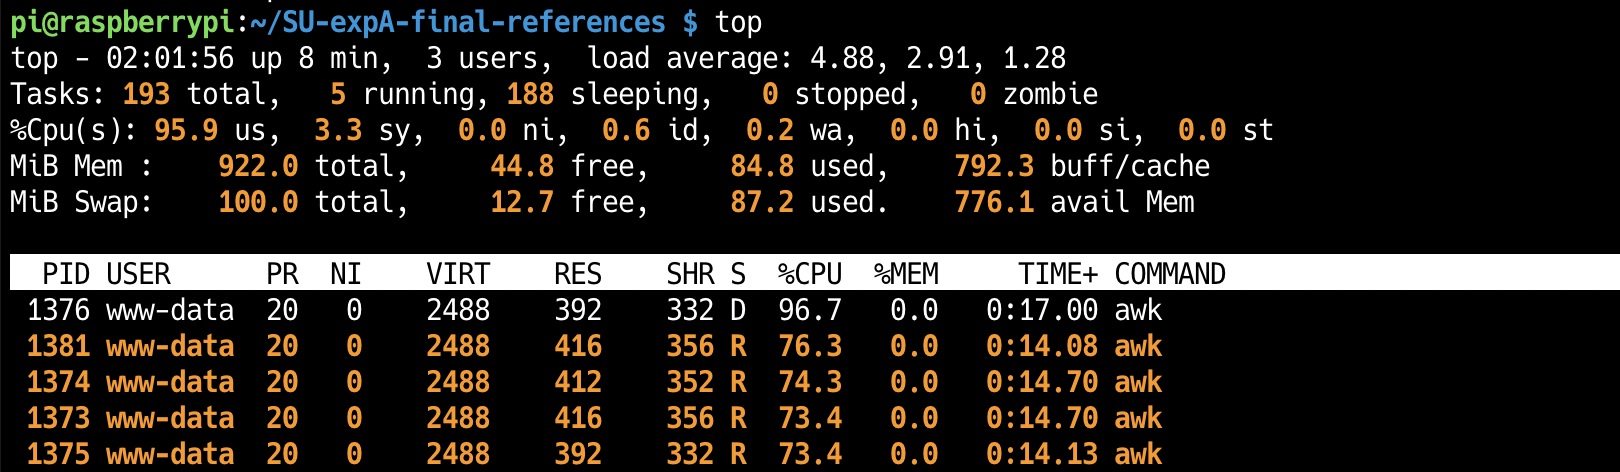 pi@raspberrypi:~/SU-expA-final-references $ top
top - 02:01:56 up 8 min,  3 users,  load average: 4.88, 2.91, 1.28
Tasks: 193 total,   5 running, 188 sleeping,   0 stopped,   0 zombie
%Cpu(s): 95.9 us,  3.3 sy,  0.0 ni,  0.6 id,  0.2 wa,  0.0 hi,  0.0 si,  0.0 st
MiB Mem :    922.0 total,     44.8 free,     84.8 used,    792.3 buff/cache
MiB Swap:    100.0 total,     12.7 free,     87.2 used.    776.1 avail Mem
PID USER      PR  NI    VIRT    RES    SHR S  %CPU  %MEM     TIME+ COMMAND
1376 www-data  20   0    2488    392    332 D  96.7   0.0   0:17.00 awk
1381 www-data  20   0    2488    416    356 R  76.3   0.0   0:14.08 awk
1374 www-data  20   0    2488    412    352 R  74.3   0.0   0:14.70 awk
1373 www-data  20   0    2488    416    356 R  73.4   0.0   0:14.70 awk
1375 www-data  20   0    2488    392    332 R  73.4   0.0   0:14.13 awk